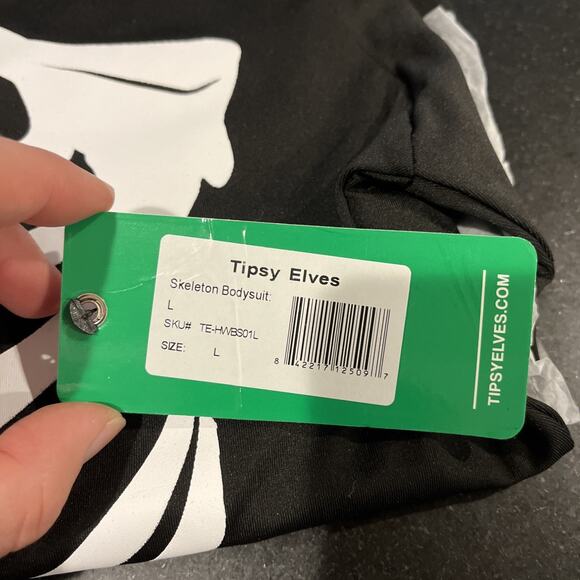 Tipsy Elves
Skeleton Bodysuit:
L
SKU# TE-HWBS01L
SIZE: L
8 42217 12509 7
TIPSYELVES.COM